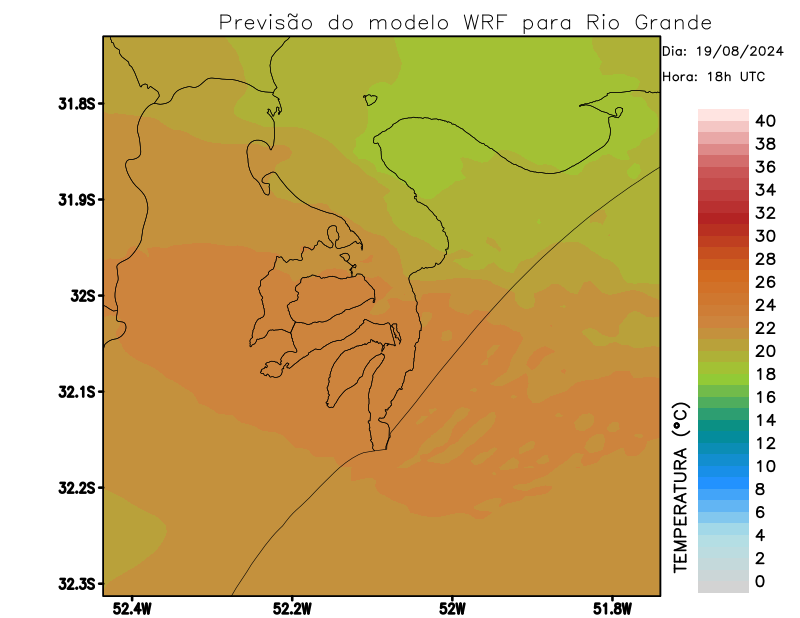 Previsão do modelo WRF para Rio Grande
Dia: 19/08/2024
Hora: 18h UTC
31.8S
31.9S
32S
32.1S
32.2S
32.3S
52.4W
52.2W
52W
51.8W
TEMPERATURA (°C)
40
38
36
34
32
30
28
26
24
22
20
18
16
14
12
10
8
6
4
2
0